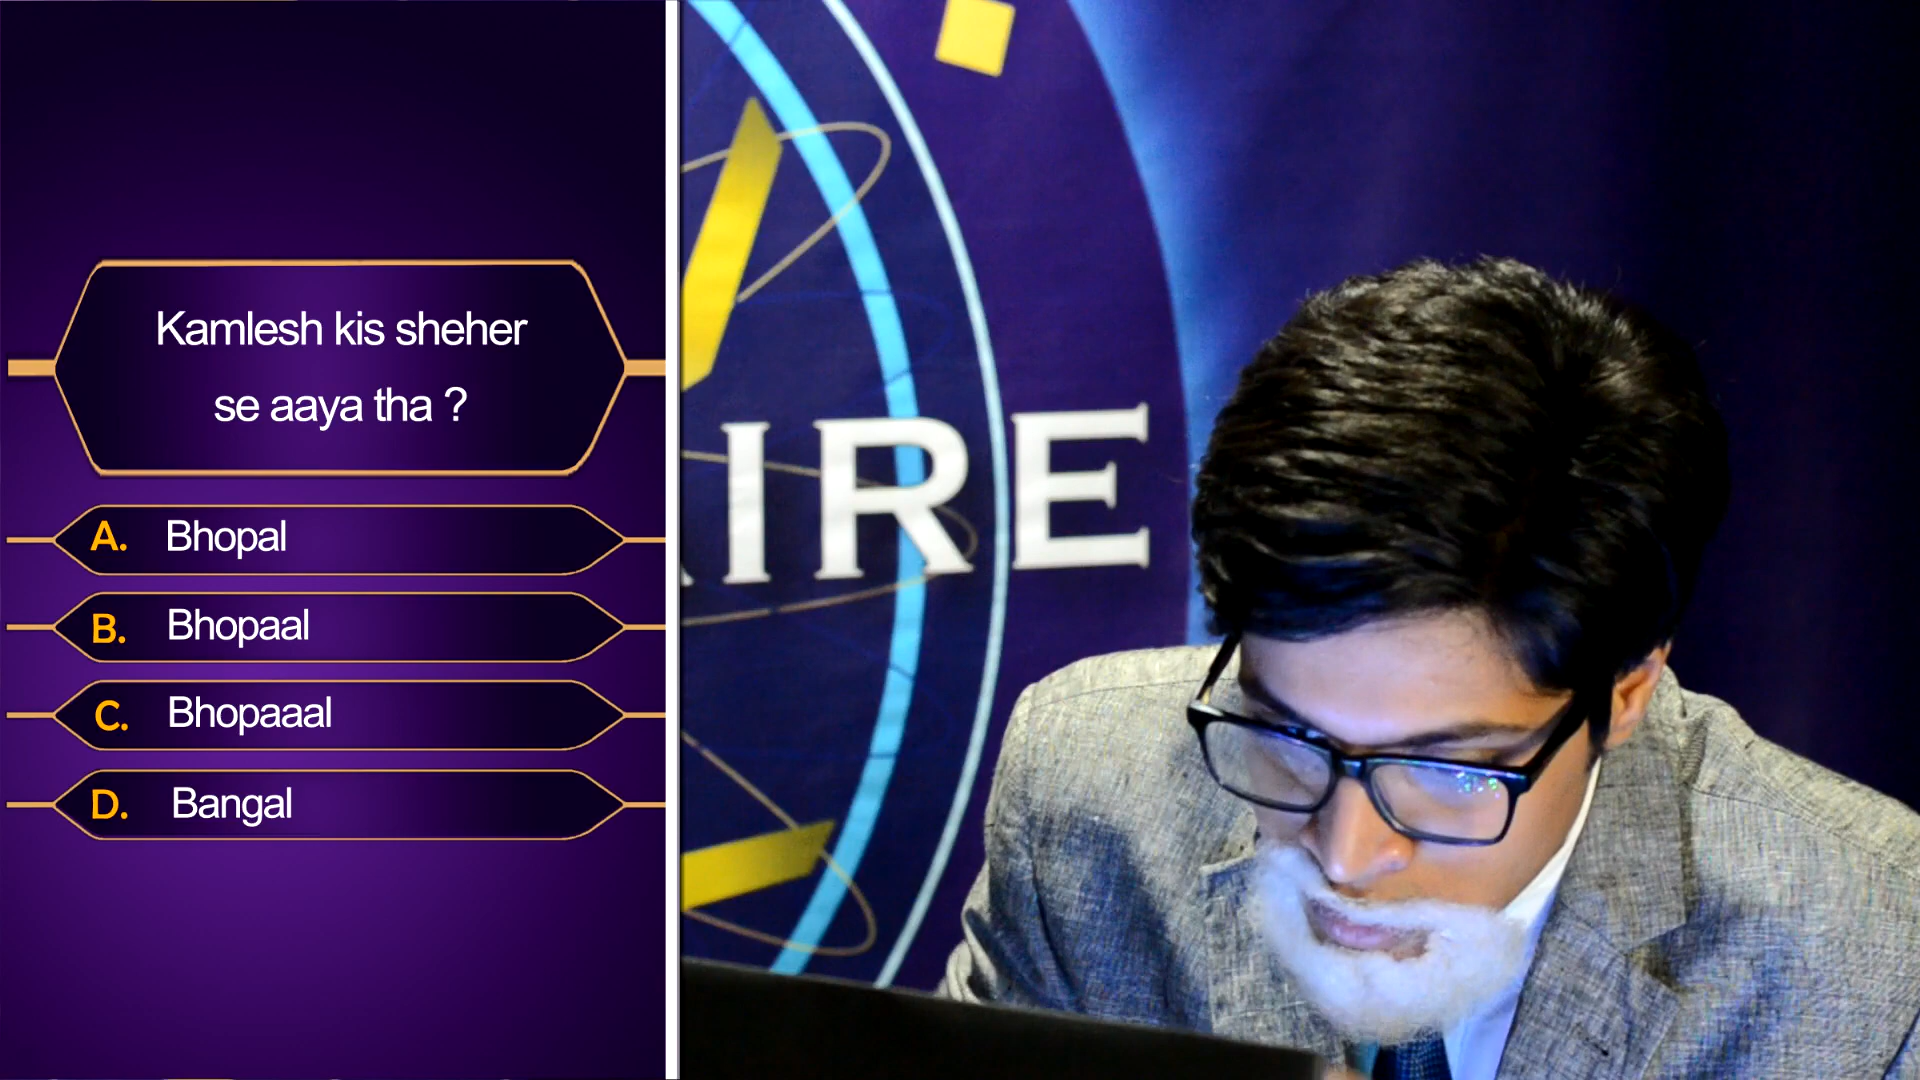 Kamlesh kis sheher
se aaya tha ?
A. Bhopal
B. Bhopaal
C. Bhopaaal
D. Bangal
IRE